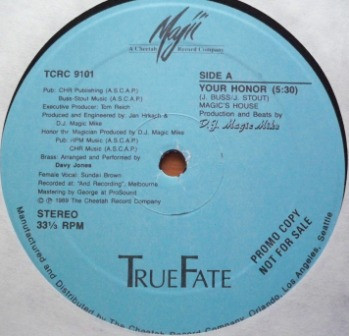 Majic
A Cheetah Record Company
TCRC 9101
Pub: CHR Publishing (A.S.C.A.P.)
Buss-Stout Music (A.S.C.A.P.)
Executive Producer: Tom Reich
Produced and Engineered by: Jan Hrkach &
D.J. Magic Mike
Honor thy Magician Produced by D.J. Magic Mike
Pub: HPM Music (A.S.C.A.P.)
CHR Music (A.S.C.A.P.)
Brass: Arranged and Performed by
Davy Jones
Female Vocal: Sundai Brown
Recorded at: "And Recording", Melbourne
Mastering by George at ProSound
℗ 1989 The Cheetah Record Company
STEREO
33⅓ RPM
SIDE A
YOUR HONOR (5:30)
(J. BUSS/J. STOUT)
MAGIC'S HOUSE
Production and Beats by
D.J. Magic Mike
PROMO COPY
NOT FOR SALE
TRUEFATE
Manufactured and Distributed by The Cheetah Record Company, Orlando, Los Angeles, Seattle